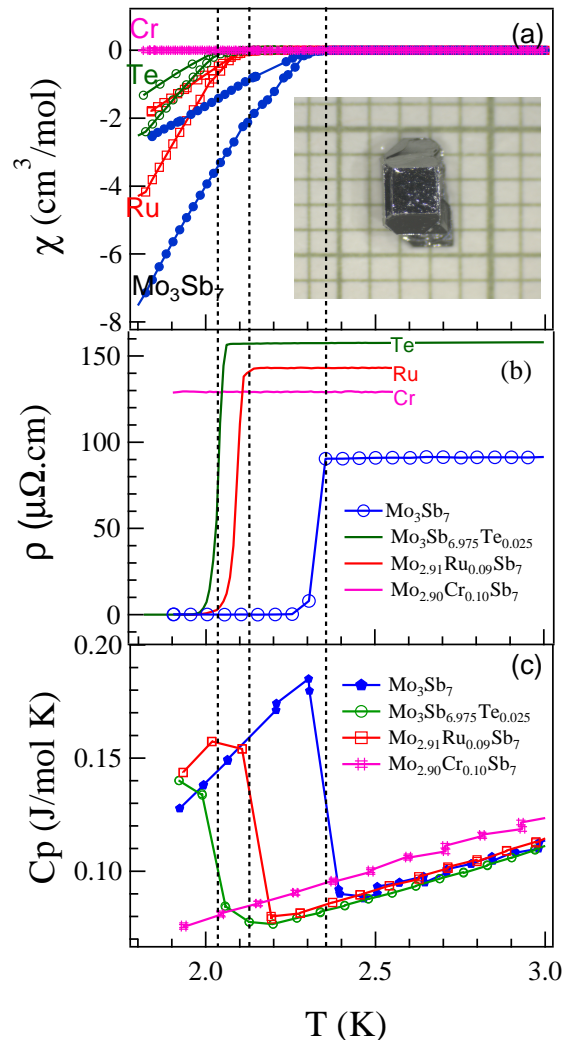 Cr
(a)
0
Te
-2
-4
Ru
-6
Mo₃Sb₇
-8
χ (cm³/mol)
150
Te
(b)
Ru
Cr
100
50
Mo₃Sb₇
Mo₃Sb₆.₉₇₅Te₀.₀₂₅
Mo₂.₉₁Ru₀.₀₉Sb₇
Mo₂.₉₀Cr₀.₁₀Sb₇
0
ρ (μΩ.cm)
0.20
(c)
Mo₃Sb₇
Mo₃Sb₆.₉₇₅Te₀.₀₂₅
Mo₂.₉₁Ru₀.₀₉Sb₇
Mo₂.₉₀Cr₀.₁₀Sb₇
0.15
0.10
Cp (J/mol K)
2.0 2.5 3.0
T (K)